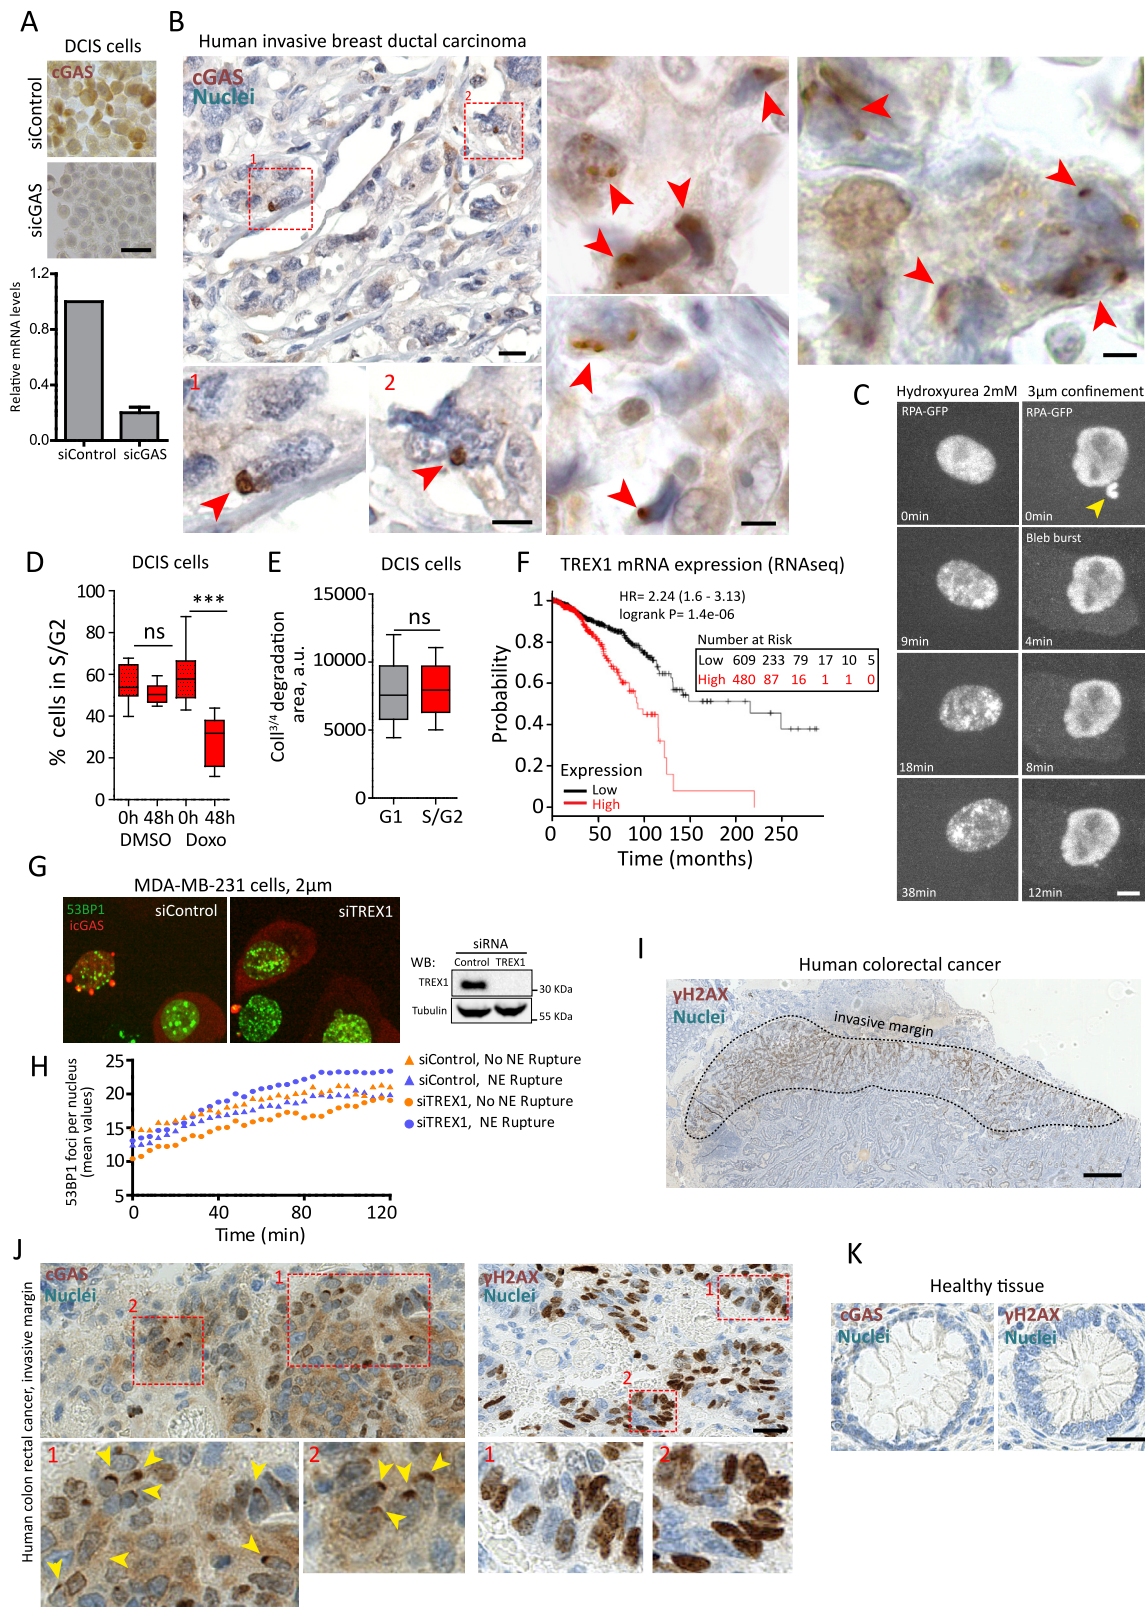 A
DCIS cells
cGAS
siControl
sicGAS
Relative mRNA levels
1.2
0.8
0.4
0.0
siControl
sicGAS
B
Human invasive breast ductal carcinoma
cGAS
Nuclei
1
2
1
2
C
Hydroxyurea 2mM
3μm confinement
RPA-GFP
RPA-GFP
0min
0min
Bleb burst
9min
4min
18min
8min
38min
12min
D
DCIS cells
% cells in S/G2
100
80
60
40
20
0
ns
***
0h 48h 0h 48h
DMSO Doxo
E
DCIS cells
Coll3/4 degradation
area, a.u.
15000
10000
5000
0
ns
G1 S/G2
F
TREX1 mRNA expression (RNAseq)
HR= 2.24 (1.6 - 3.13)
logrank P= 1.4e-06
Number at Risk
Low 609 233 79 17 10 5
High 480 87 16 1 1 0
Probability
1
0.8
0.6
0.4
0.2
0
Expression
Low
High
0 50 100 150 200 250
Time (months)
G
MDA-MB-231 cells, 2μm
53BP1
icGAS
siControl
siTREX1
siRNA
WB:
Control TREX1
TREX1
30 KDa
Tubulin
55 KDa
H
53BP1 foci per nucleus
(mean values)
25
20
15
10
5
0 40 80 120
Time (min)
siControl, No NE Rupture
siControl, NE Rupture
siTREX1, No NE Rupture
siTREX1, NE Rupture
I
Human colorectal cancer
γH2AX
Nuclei
invasive margin
J
Human colon rectal cancer, invasive margin
cGAS
Nuclei
1
2
γH2AX
Nuclei
1
2
1
2
1
2
K
Healthy tissue
cGAS
Nuclei
γH2AX
Nuclei